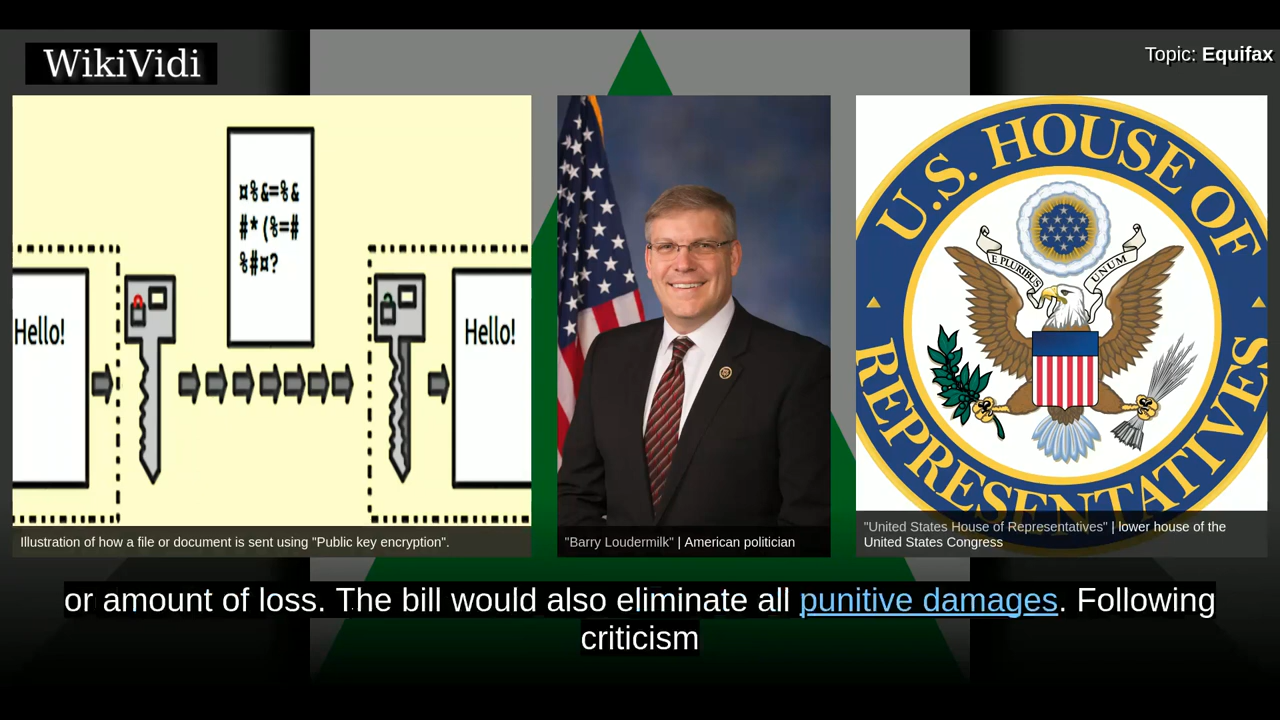 WikiVidi
Topic: Equifax
¤%&=%&
#*(%=#
%#¤?
Hello!
Hello!
U.S. HOUSE OF
E PLURIBUS
UNUM
REPRESENTATIVES
Illustration of how a file or document is sent using "Public key encryption".
"Barry Loudermilk" | American politician
"United States House of Representatives" | lower house of the
United States Congress
or amount of loss. The bill would also eliminate all punitive damages. Following
criticism